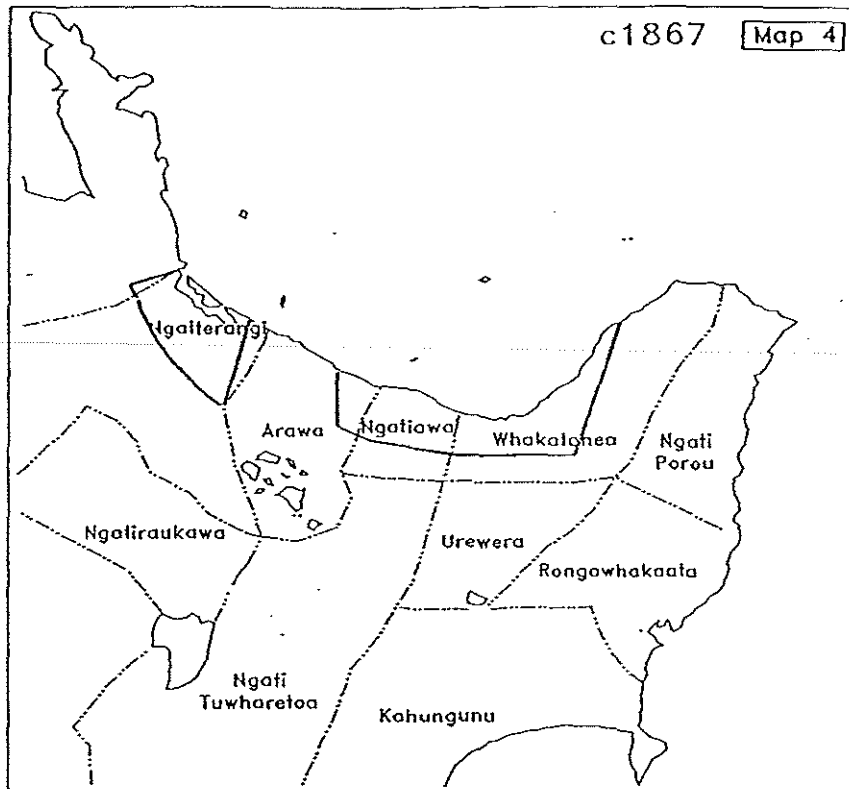 c1867 Map 4
Ngaiterangi
Arawa
Ngatiawa
Whakatohea
Ngati
Porou
Ngatiraukawa
Urewera
Rongowhakaata
Ngati
Tuwharetoa
Kahungunu